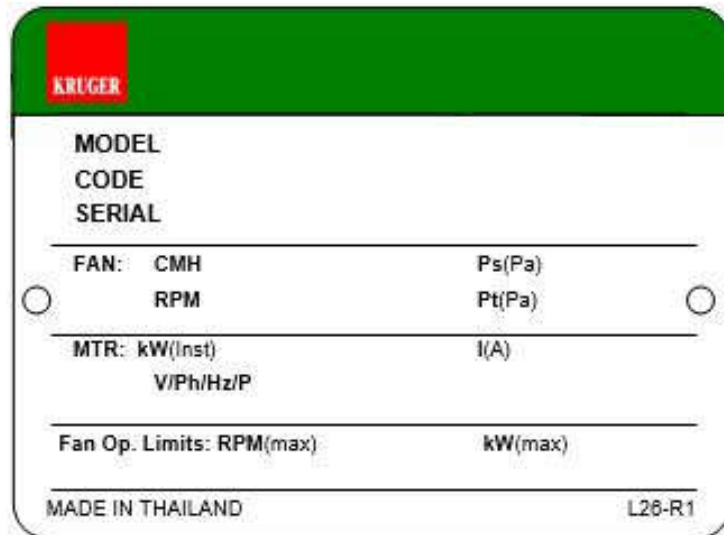 KRUGER
MODEL
CODE
SERIAL
FAN: CMH Ps(Pa)
RPM Pt(Pa)
MTR: kW(Inst) I(A)
V/Ph/Hz/P
Fan Op. Limits: RPM(max) kW(max)
MADE IN THAILAND L26-R1